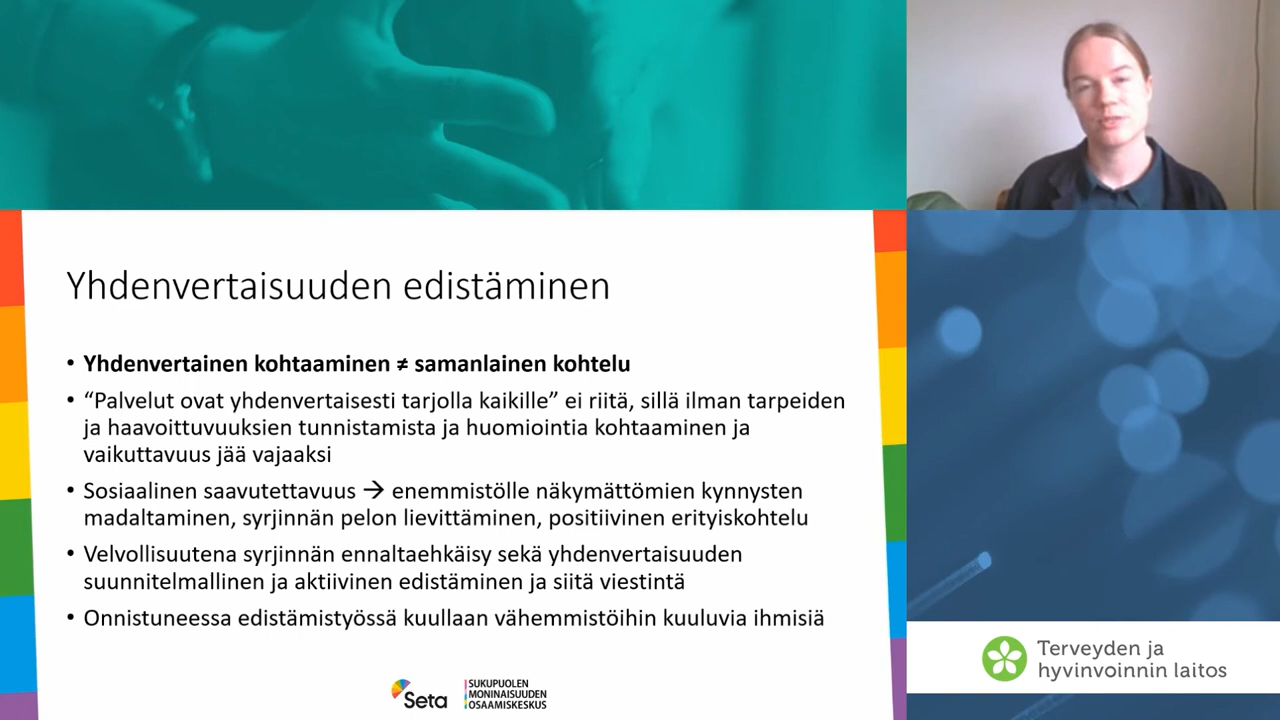 Yhdenvertaisuuden edistäminen
• Yhdenvertainen kohtaaminen ≠ samanlainen kohtelu
• “Palvelut ovat yhdenvertaisesti tarjolla kaikille” ei riitä, sillä ilman tarpeiden
ja haavoittuvuuksien tunnistamista ja huomiointia kohtaaminen ja
vaikuttavuus jää vajaaksi
• Sosiaalinen saavutettavuus → enemmistölle näkymättömien kynnysten
madaltaminen, syrjinnän pelon lievittäminen, positiivinen erityiskohtelu
• Velvollisuutena syrjinnän ennaltaehkäisy sekä yhdenvertaisuuden
suunnitelmallinen ja aktiivinen edistäminen ja siitä viestintä
• Onnistuneessa edistämistyössä kuullaan vähemmistöihin kuuluvia ihmisiä
Seta
SUKUPUOLEN
MONINAISUUDEN
OSAAMISKESKUS
Terveyden ja
hyvinvoinnin laitos